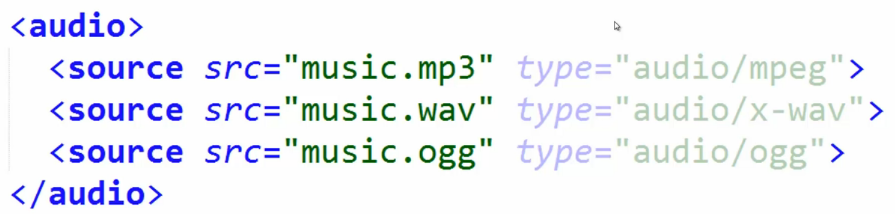 <audio>
<source src="music.mp3" type="audio/mpeg">
<source src="music.wav" type="audio/x-wav">
<source src="music.ogg" type="audio/ogg">
</audio>